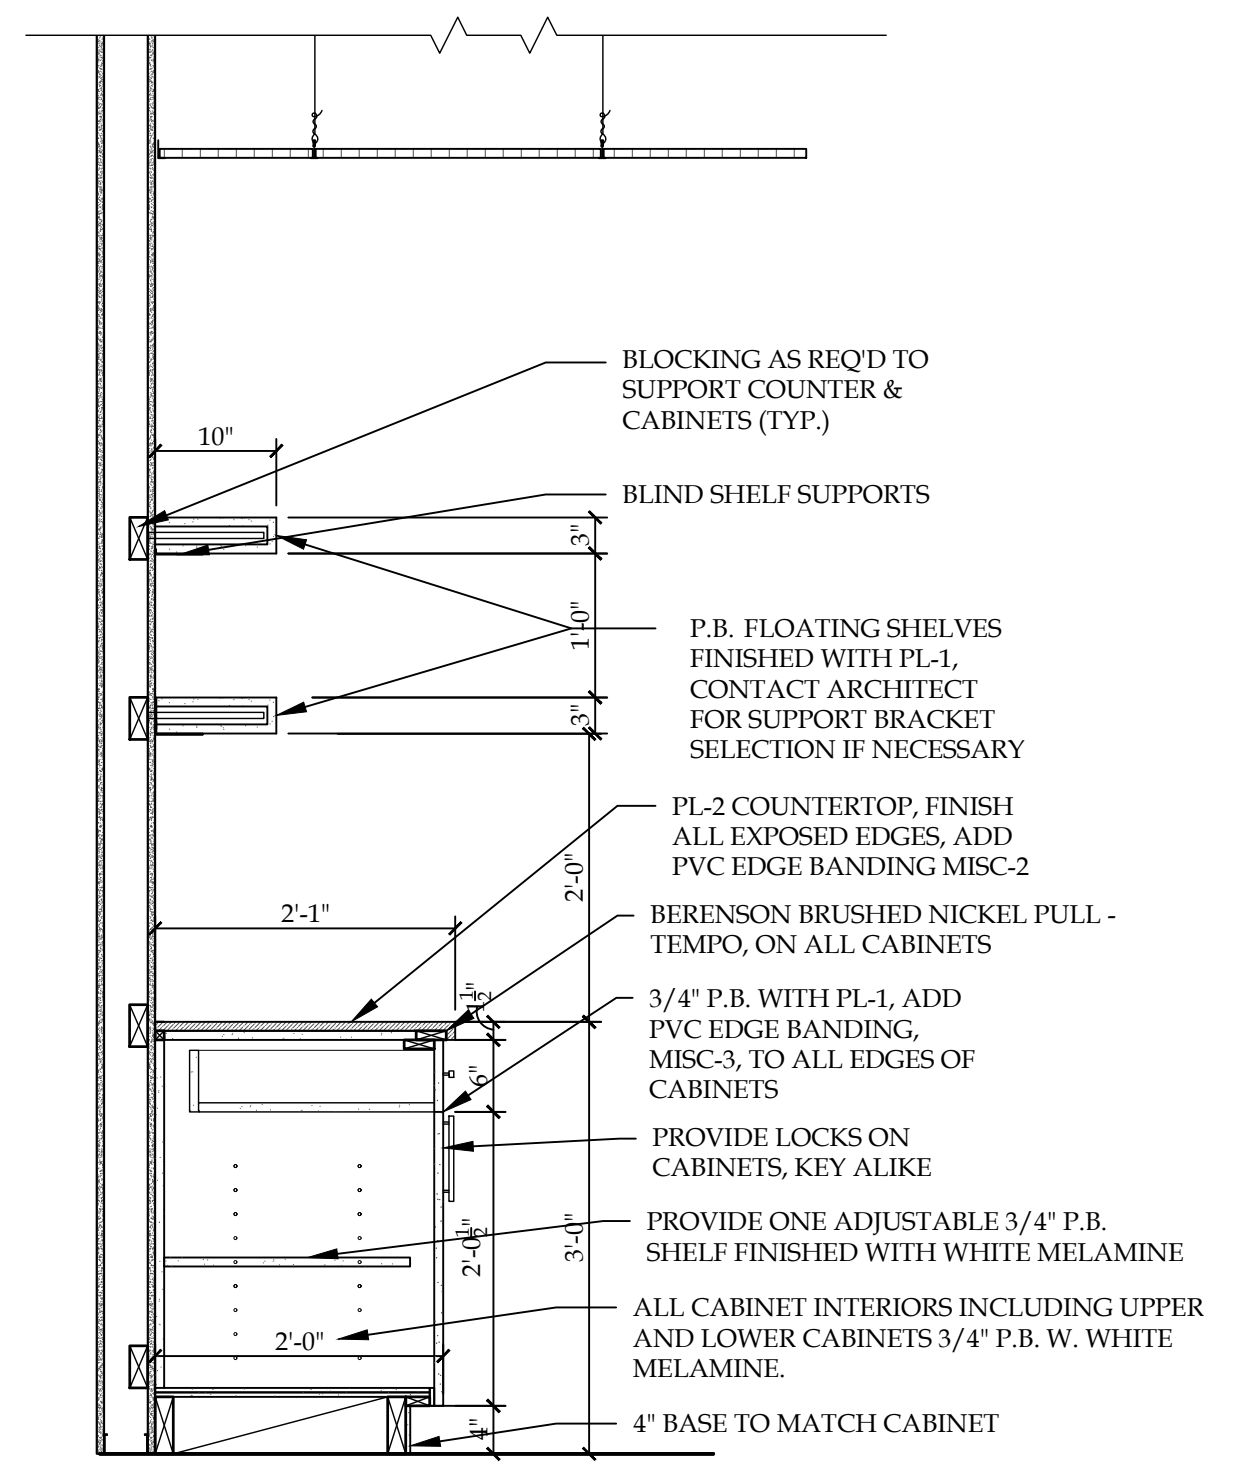 BLOCKING AS REQ'D TO
SUPPORT COUNTER &
CABINETS (TYP.)
10"
BLIND SHELF SUPPORTS
3"
1'-0"
P.B. FLOATING SHELVES
FINISHED WITH PL-1,
CONTACT ARCHITECT
FOR SUPPORT BRACKET
SELECTION IF NECESSARY
3"
PL-2 COUNTERTOP, FINISH
ALL EXPOSED EDGES, ADD
PVC EDGE BANDING MISC-2
2'-0"
2'-1"
BERENSON BRUSHED NICKEL PULL -
TEMPO, ON ALL CABINETS
1 1/2"
3/4" P.B. WITH PL-1, ADD
PVC EDGE BANDING,
MISC-3, TO ALL EDGES OF
CABINETS
6"
PROVIDE LOCKS ON
CABINETS, KEY ALIKE
2'-0 1/2"
3'-0"
PROVIDE ONE ADJUSTABLE 3/4" P.B.
SHELF FINISHED WITH WHITE MELAMINE
ALL CABINET INTERIORS INCLUDING UPPER
AND LOWER CABINETS 3/4" P.B. W. WHITE
MELAMINE.
2'-0"
4"
4" BASE TO MATCH CABINET